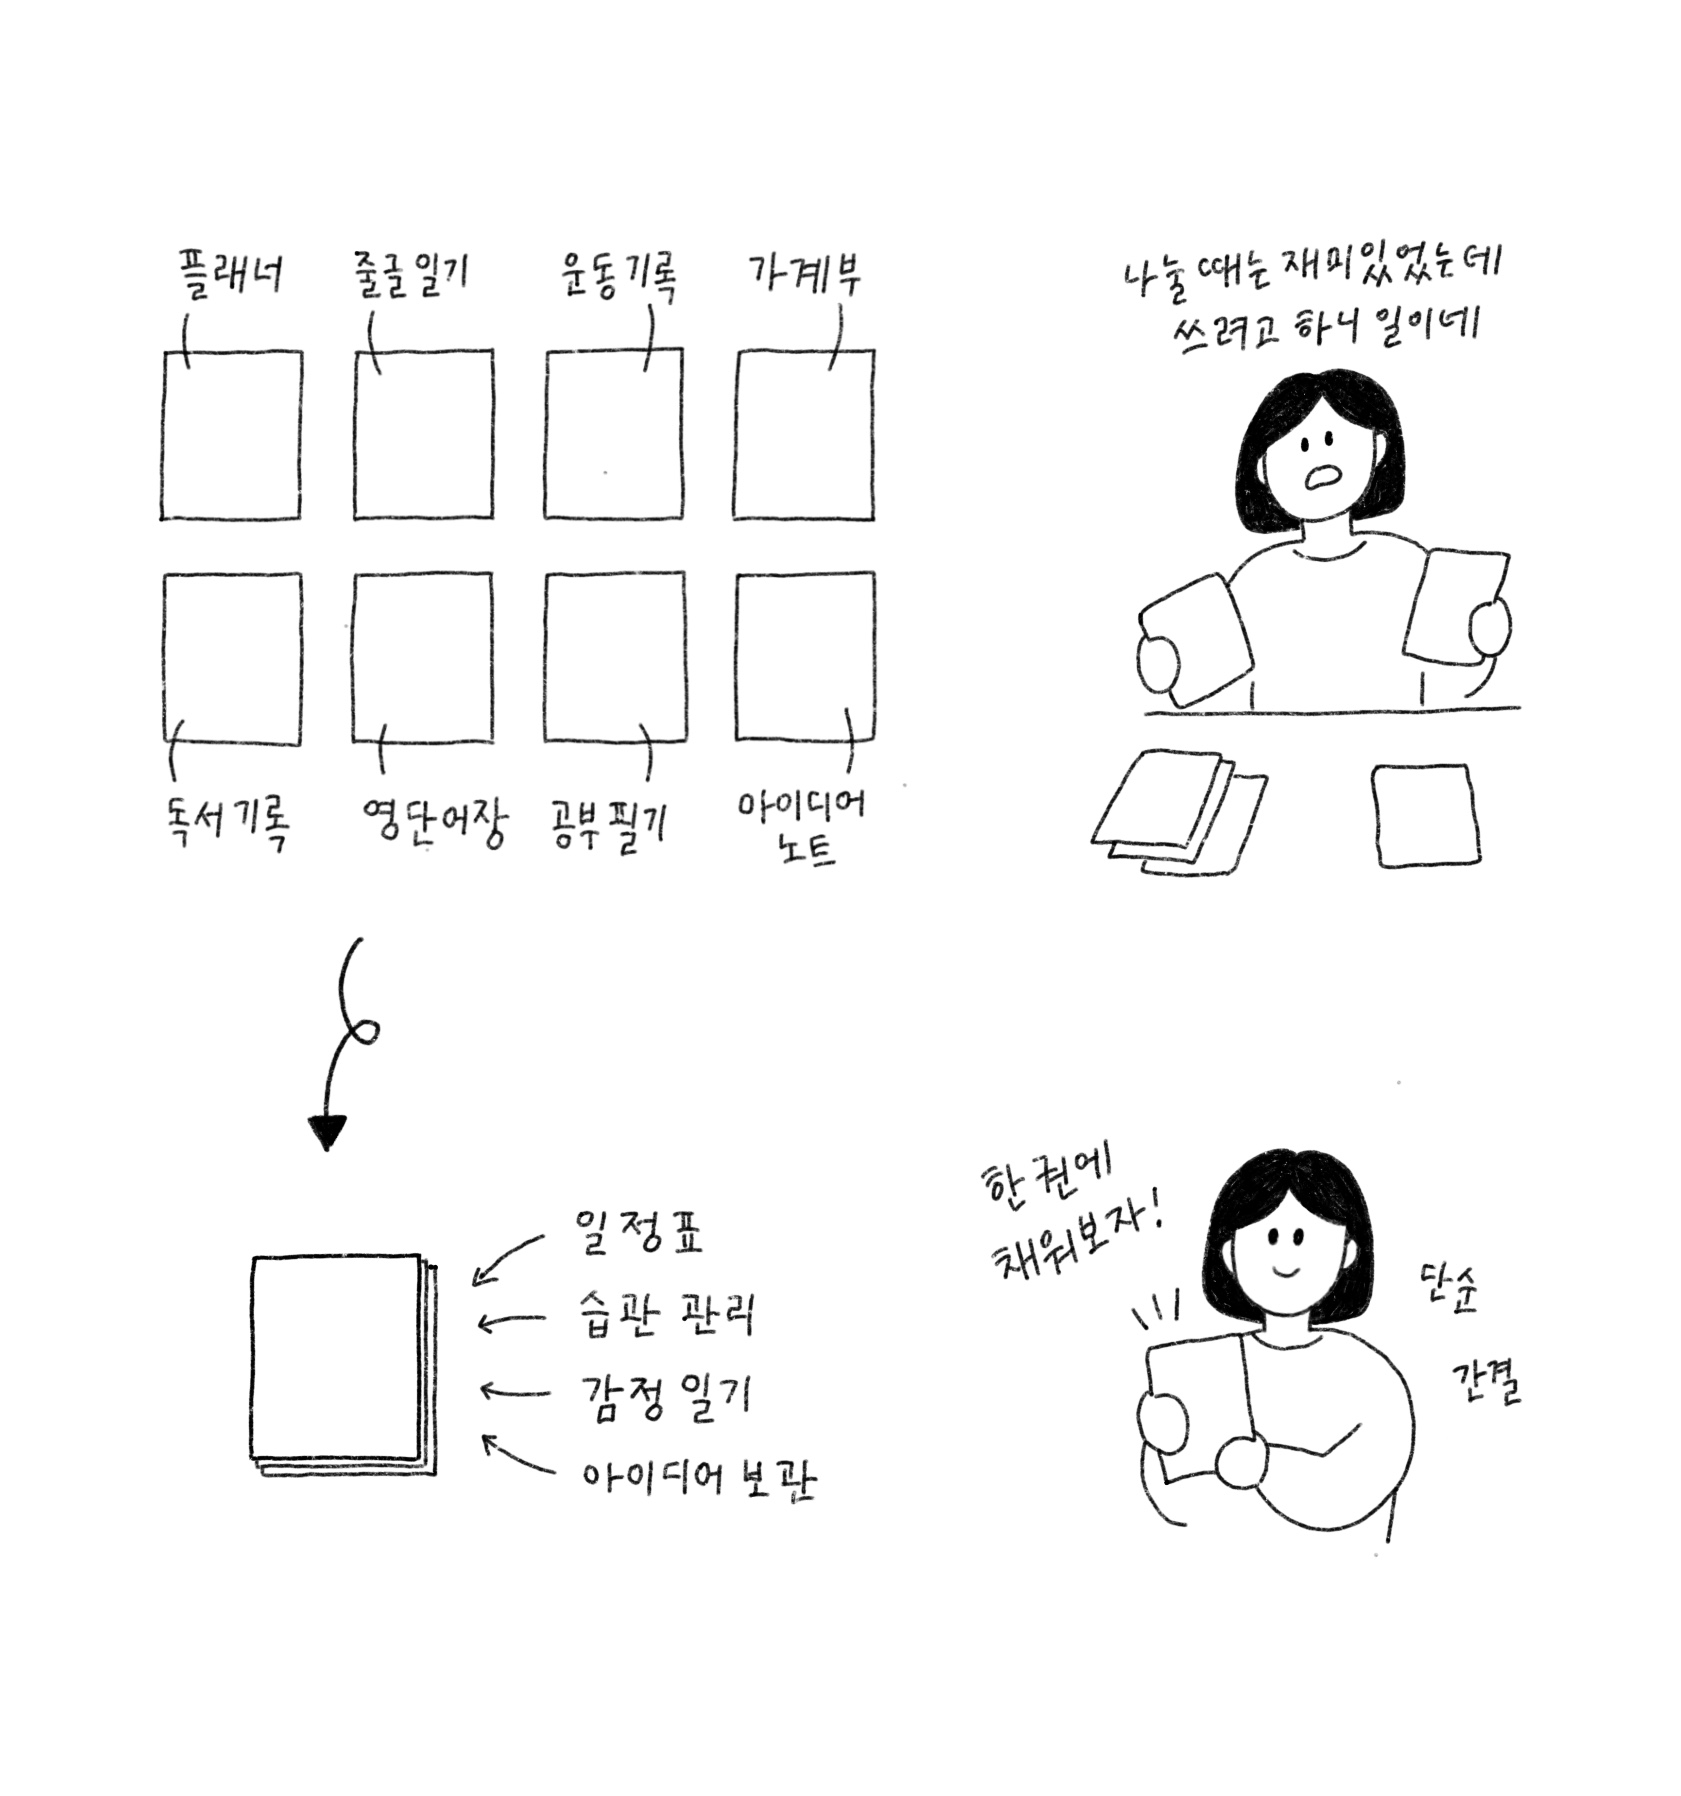 플래너
줄글일기
운동기록
가계부
나눌 때는 재미있었는데
쓰려고 하니 일이네
독서기록
영단어장
공부필기
아이디어
노트
일정표
습관 관리
감정 일기
아이디어 보관
한 권에
채워보자!
단순
간결